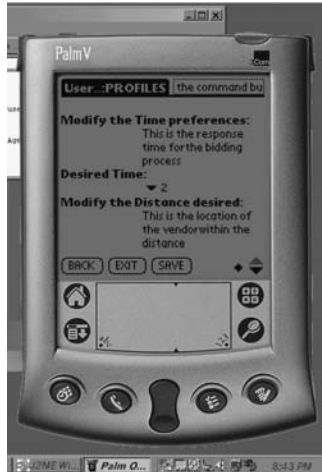 Palm V
3Com
User..:PROFILES the command bu
Modify the Time preferences:
This is the response
time forthe bidding
process
Desired Time:
2
Modify the Distance desired:
This is the location of
the vendorwithin the
distance
BACK EXIT SAVE
Palm O... 8:43 PM